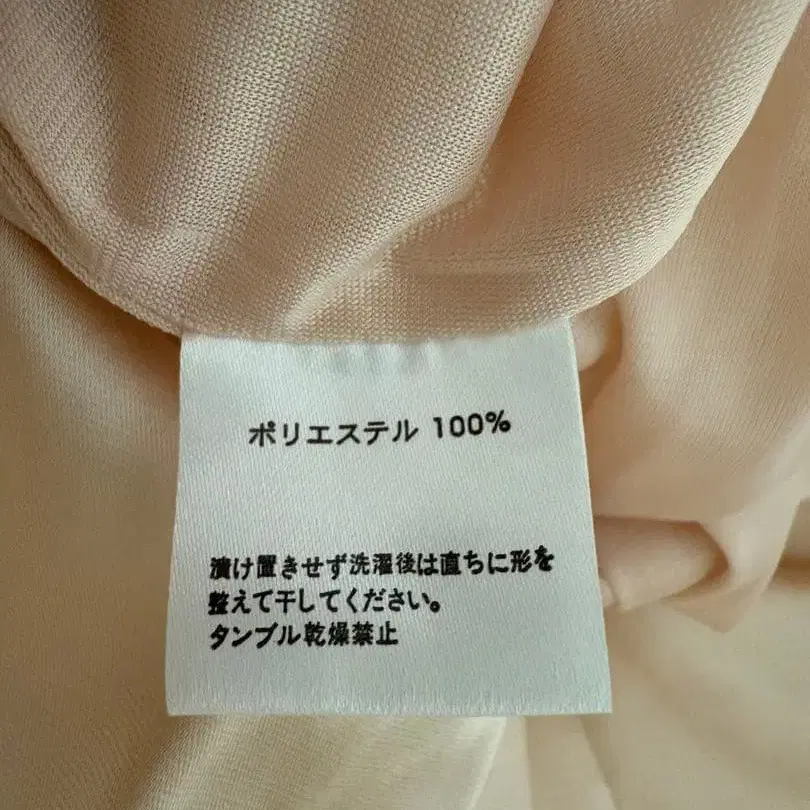 ポリエステル 100%
漬け置きせず洗濯後は直ちに形を
整えて干してください。
タンブル乾燥禁止